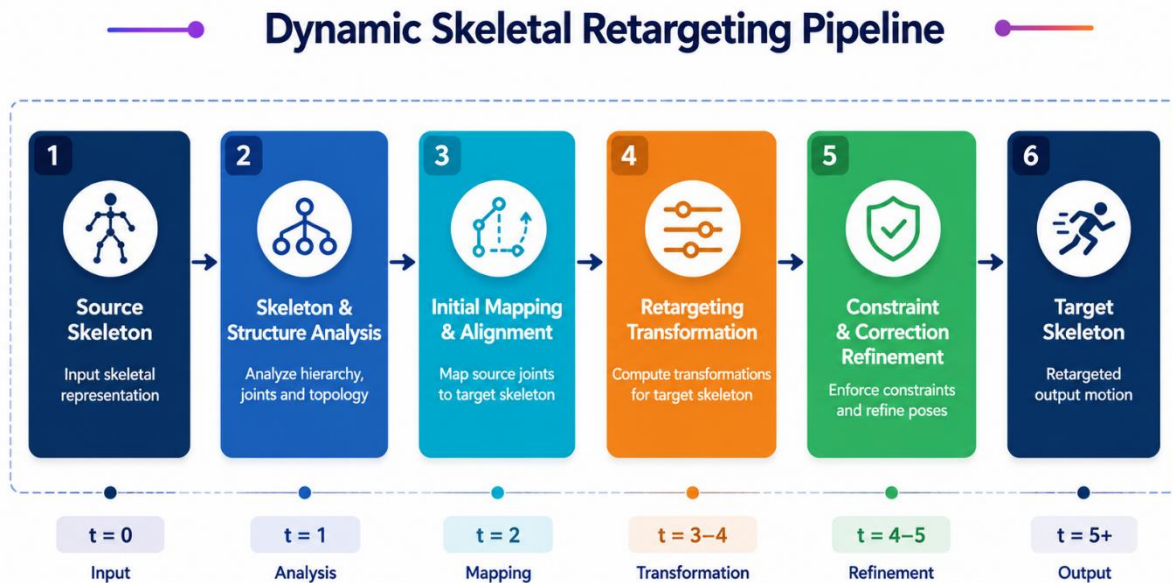 Dynamic Skeletal Retargeting Pipeline
1
Source
Skeleton
Input skeletal
representation
2
Skeleton &
Structure Analysis
Analyze hierarchy,
joints and topology
3
Initial Mapping
& Alignment
Map source joints
to target skeleton
4
Retargeting
Transformation
Compute transformations
for target skeleton
5
Constraint
& Correction
Refinement
Enforce constraints
and refine poses
6
Target
Skeleton
Retargeted
output motion
t = 0
Input
t = 1
Analysis
t = 2
Mapping
t = 3–4
Transformation
t = 4–5
Refinement
t = 5+
Output